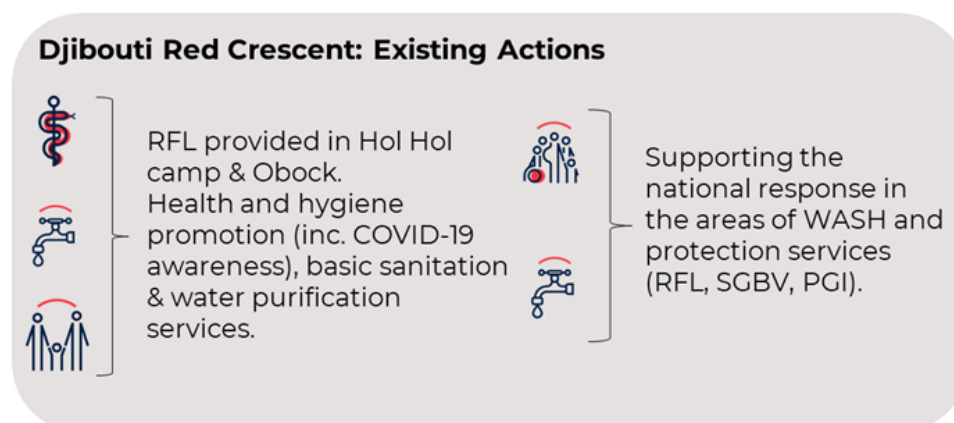 Djibouti Red Crescent: Existing Actions
RFL provided in Hol Hol
camp & Obock.
Health and hygiene
promotion (inc. COVID-19
awareness), basic sanitation
& water purification
services.
Supporting the
national response in
the areas of WASH and
protection services
(RFL, SGBV, PGI).